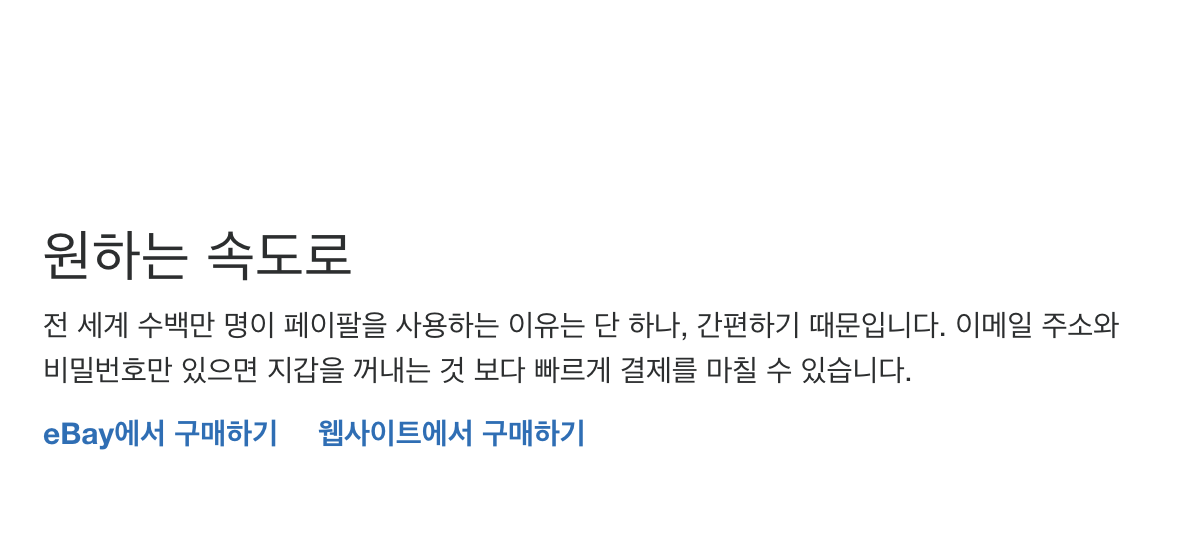 원하는 속도로
전 세계 수백만 명이 페이팔을 사용하는 이유는 단 하나, 간편하기 때문입니다. 이메일 주소와
비밀번호만 있으면 지갑을 꺼내는 것 보다 빠르게 결제를 마칠 수 있습니다.
eBay에서 구매하기 웹사이트에서 구매하기